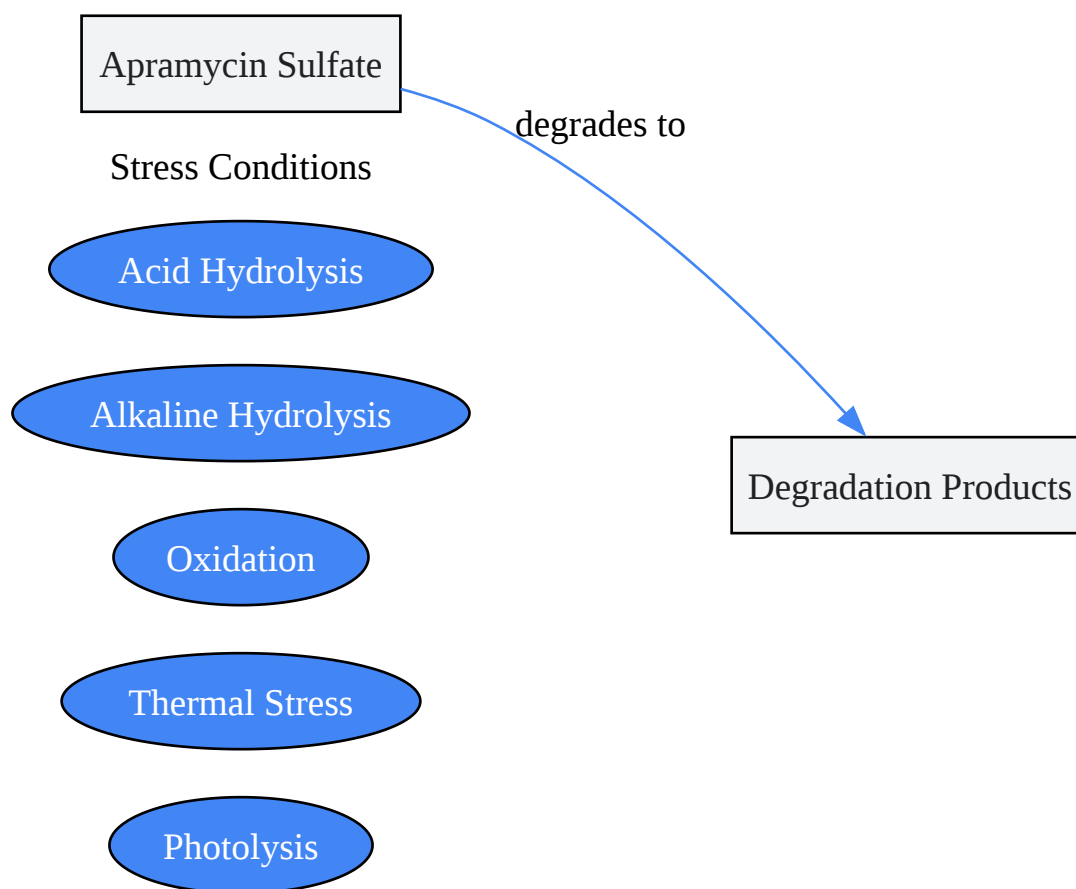 Apramycin Sulfate
degrades to
Stress Conditions
Acid Hydrolysis
Alkaline Hydrolysis
Degradation Products
Oxidation
Thermal Stress
Photolysis